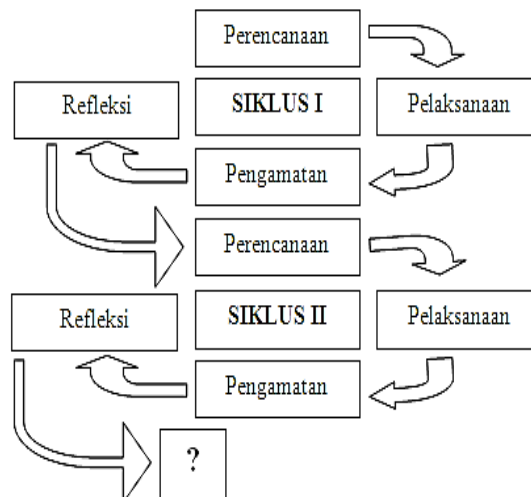 Perencanaan
Refleksi
SIKLUS I
Pelaksanaan
Pengamatan
Perencanaan
Refleksi
SIKLUS II
Pelaksanaan
Pengamatan
?